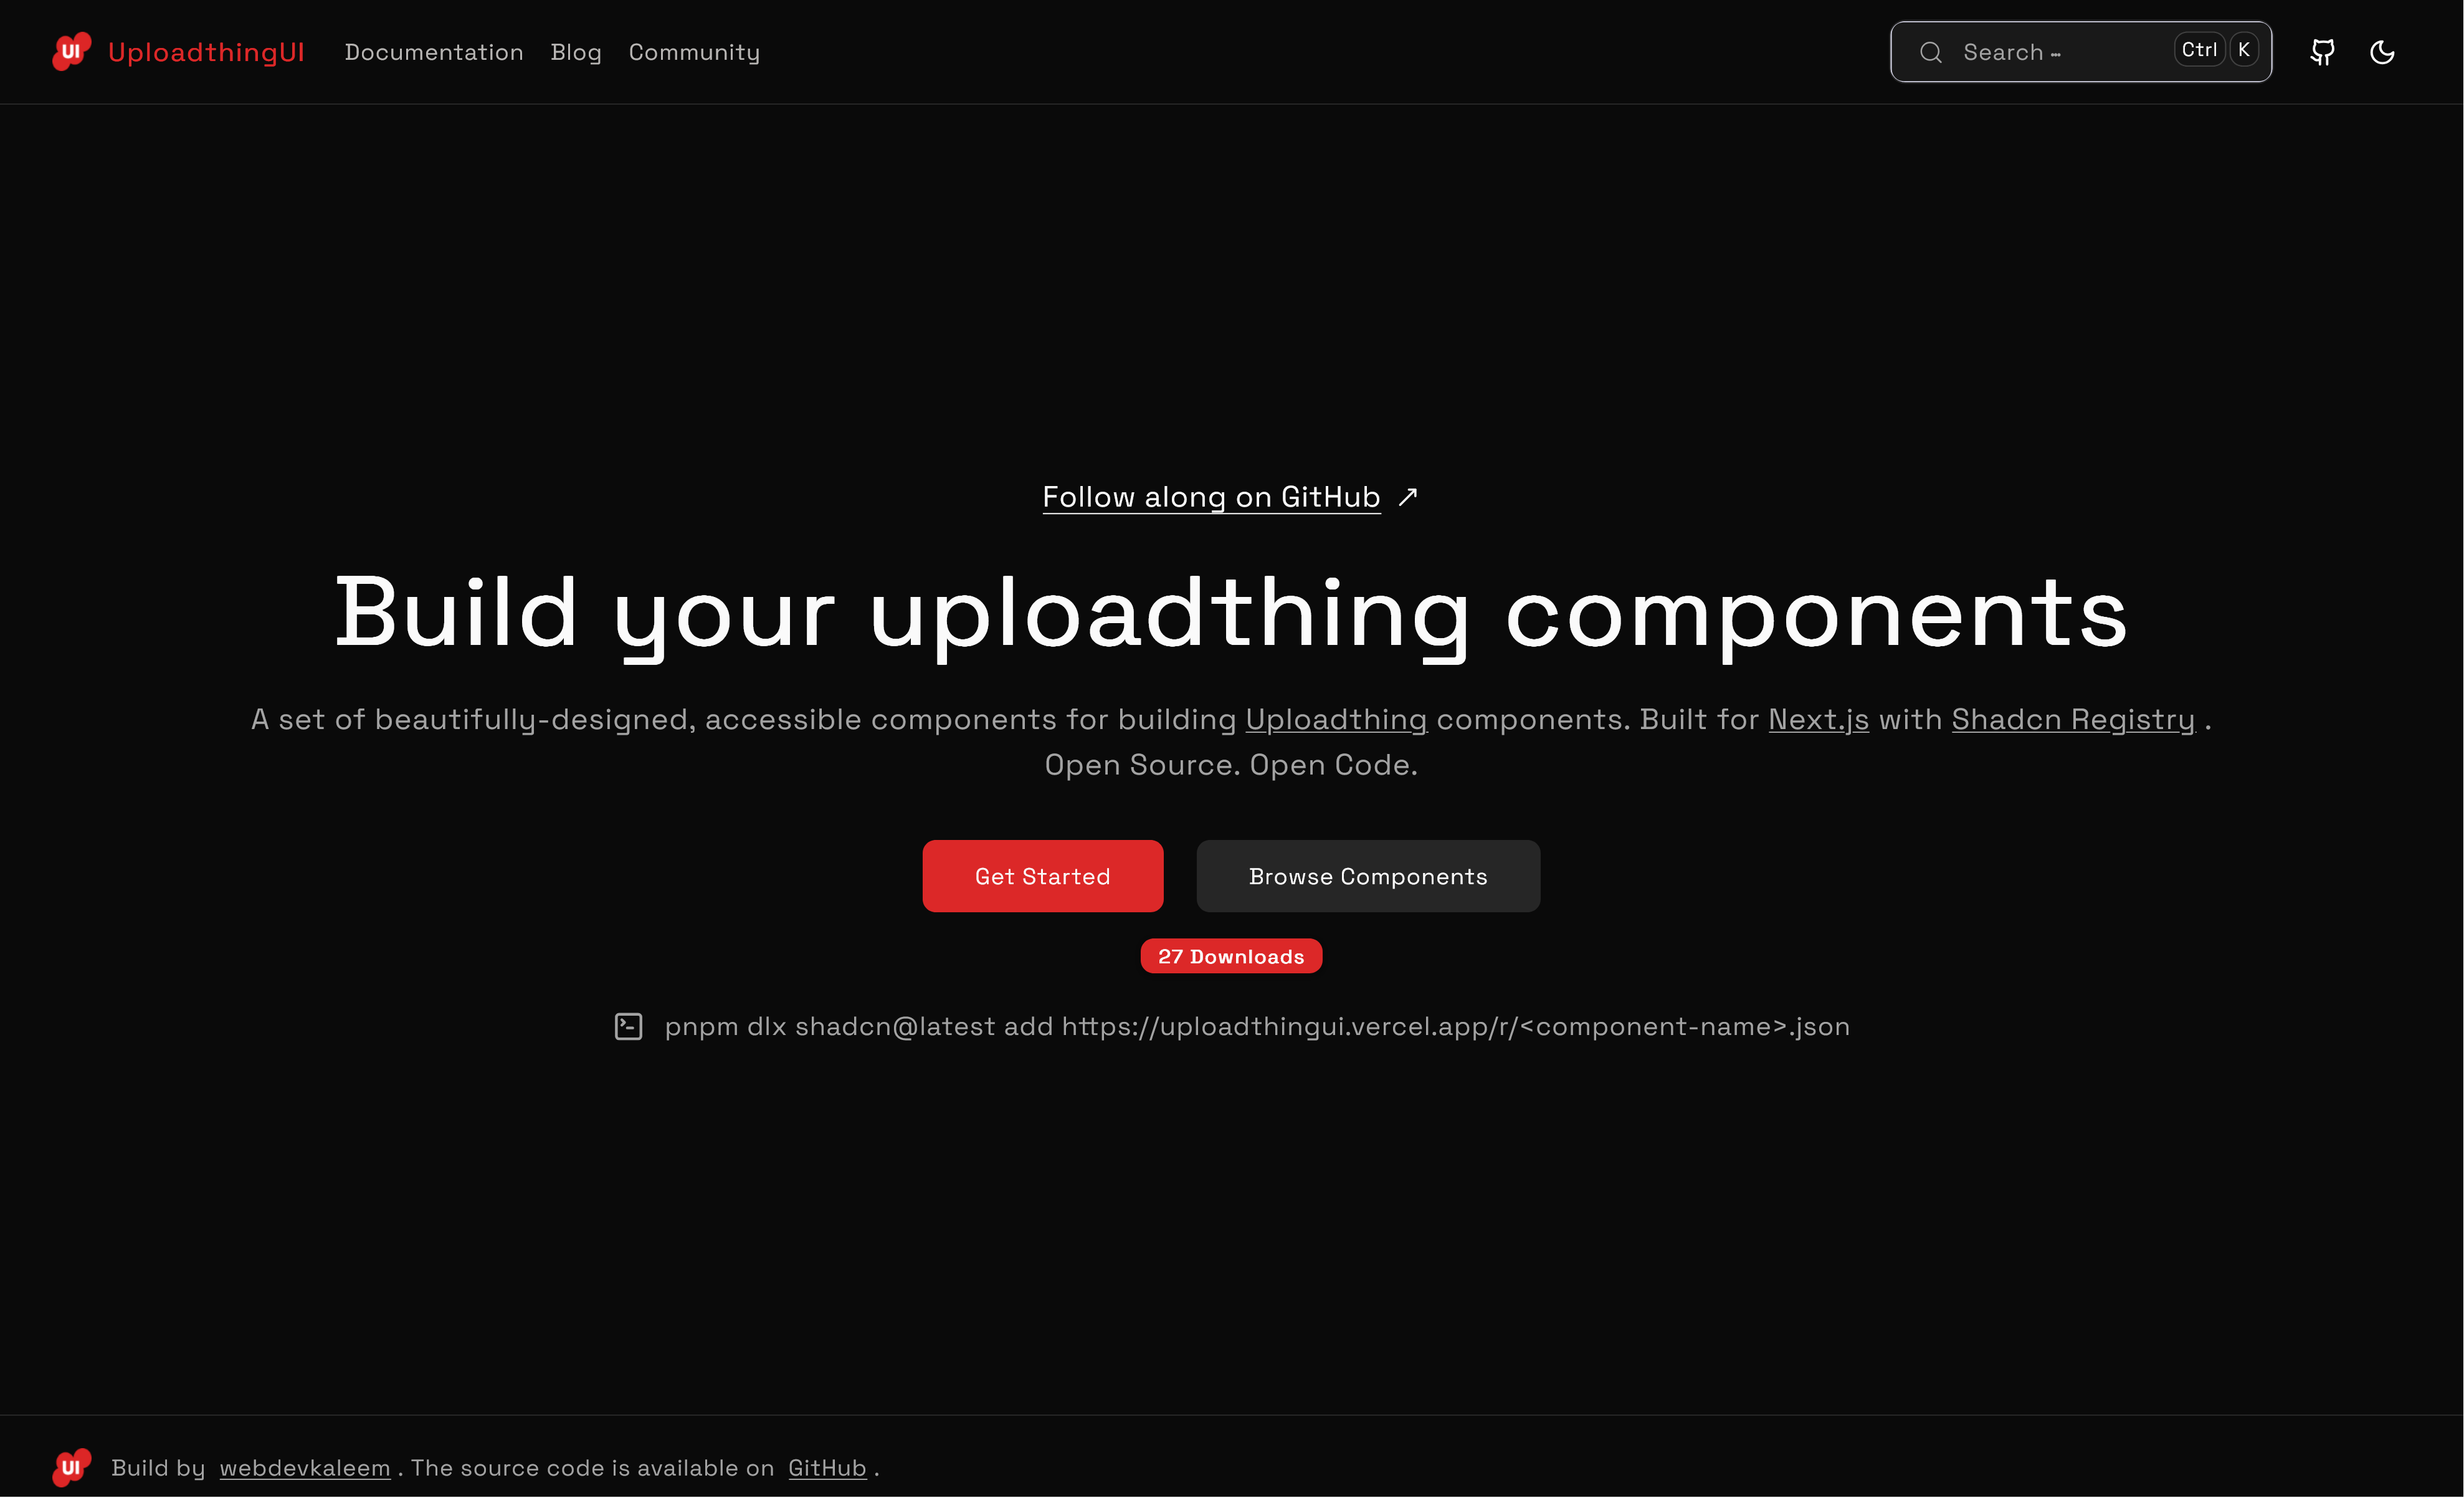 UI UploadthingUI Documentation Blog Community Search ... Ctrl K
Follow along on GitHub ↗
Build your uploadthing components
A set of beautifully-designed, accessible components for building Uploadthing components. Built for Next.js with Shadcn Registry .
Open Source. Open Code.
Get Started Browse Components
27 Downloads
pnpm dlx shadcn@latest add https://uploadthingui.vercel.app/r/<component-name>.json
UI Build by webdevkaleem . The source code is available on GitHub .